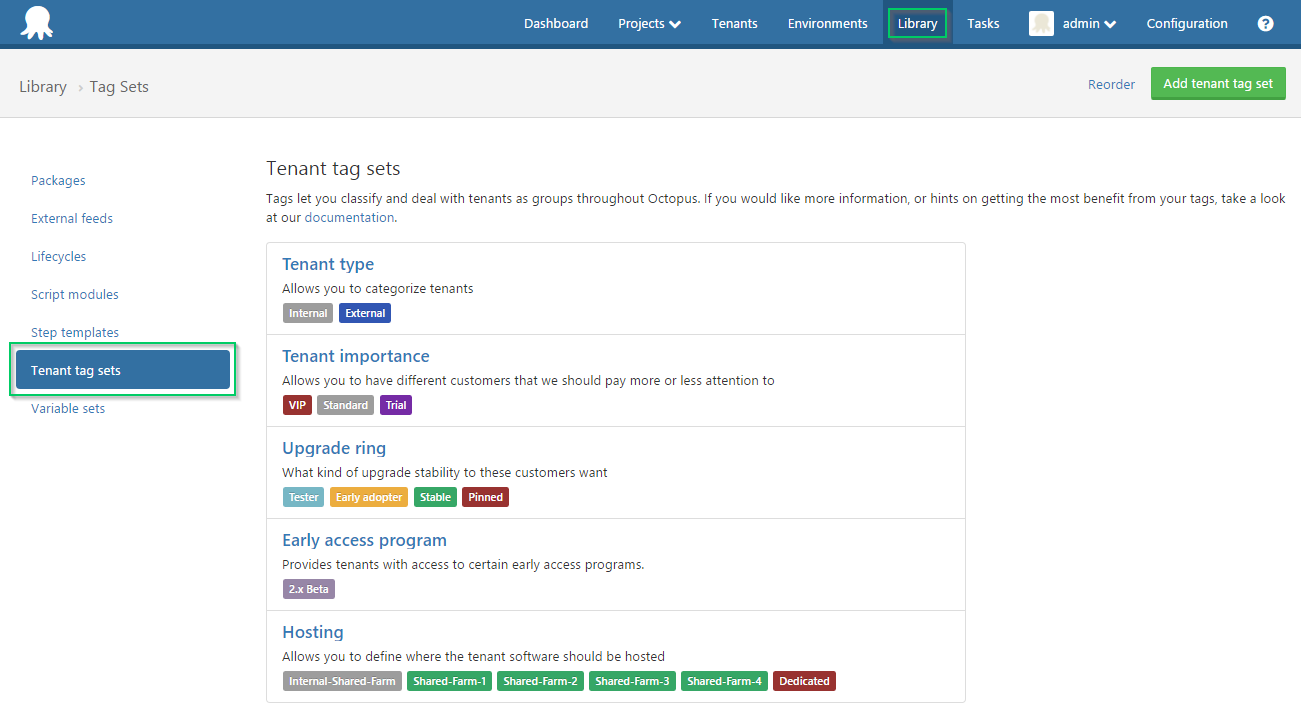 Dashboard Projects Tenants Environments Library Tasks admin Configuration ?
Library › Tag Sets Reorder Add tenant tag set
Packages
External feeds
Lifecycles
Script modules
Step templates
Tenant tag sets
Variable sets
Tenant tag sets
Tags let you classify and deal with tenants as groups throughout Octopus. If you would like more information, or hints on getting the most benefit from your tags, take a look
at our documentation.
Tenant type
Allows you to categorize tenants
Internal External
Tenant importance
Allows you to have different customers that we should pay more or less attention to
VIP Standard Trial
Upgrade ring
What kind of upgrade stability to these customers want
Tester Early adopter Stable Pinned
Early access program
Provides tenants with access to certain early access programs.
2.x Beta
Hosting
Allows you to define where the tenant software should be hosted
Internal-Shared-Farm Shared-Farm-1 Shared-Farm-2 Shared-Farm-3 Shared-Farm-4 Dedicated